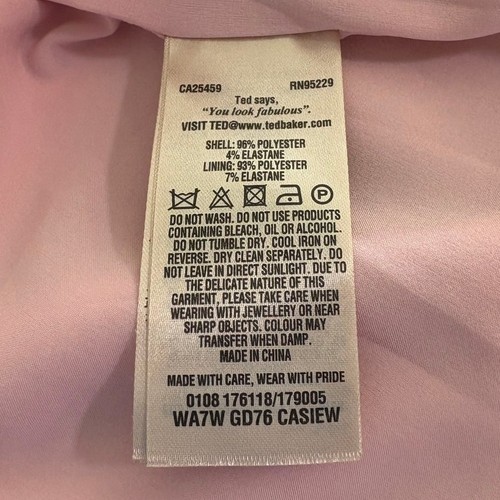 CA25459 RN95229
Ted says,
"You look fabulous".
VISIT TED@www.tedbaker.com
SHELL: 96% POLYESTER
4% ELASTANE
LINING: 93% POLYESTER
7% ELASTANE
P
DO NOT WASH. DO NOT USE PRODUCTS
CONTAINING BLEACH, OIL OR ALCOHOL.
DO NOT TUMBLE DRY. COOL IRON ON
REVERSE. DRY CLEAN SEPARATELY. DO
NOT LEAVE IN DIRECT SUNLIGHT. DUE TO
THE DELICATE NATURE OF THIS
GARMENT, PLEASE TAKE CARE WHEN
WEARING WITH JEWELLERY OR NEAR
SHARP OBJECTS. COLOUR MAY
TRANSFER WHEN DAMP.
MADE IN CHINA
MADE WITH CARE, WEAR WITH PRIDE
0108 176118/179005
WA7W GD76 CASIEW